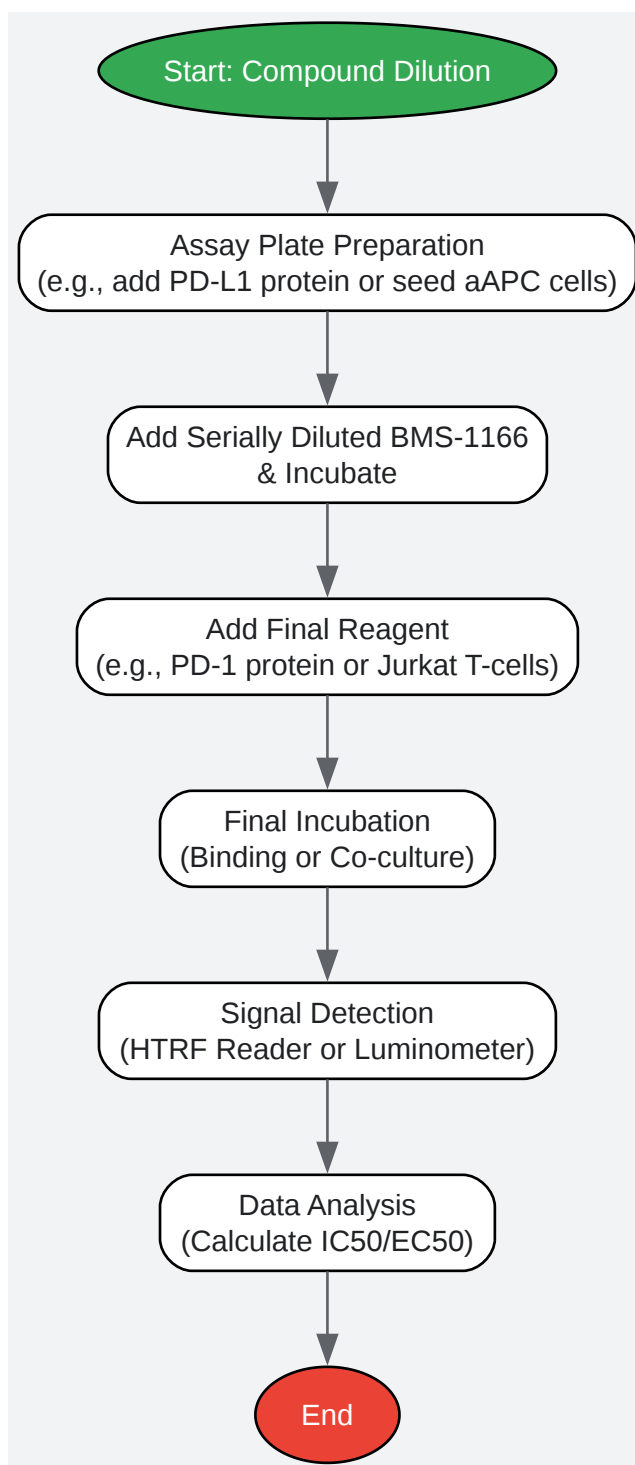 Start: Compound Dilution
Assay Plate Preparation
(e.g., add PD-L1 protein or seed aAPC cells)
Add Serially Diluted BMS-1166
& Incubate
Add Final Reagent
(e.g., PD-1 protein or Jurkat T-cells)
Final Incubation
(Binding or Co-culture)
Signal Detection
(HTRF Reader or Luminometer)
Data Analysis
(Calculate IC50/EC50)
End